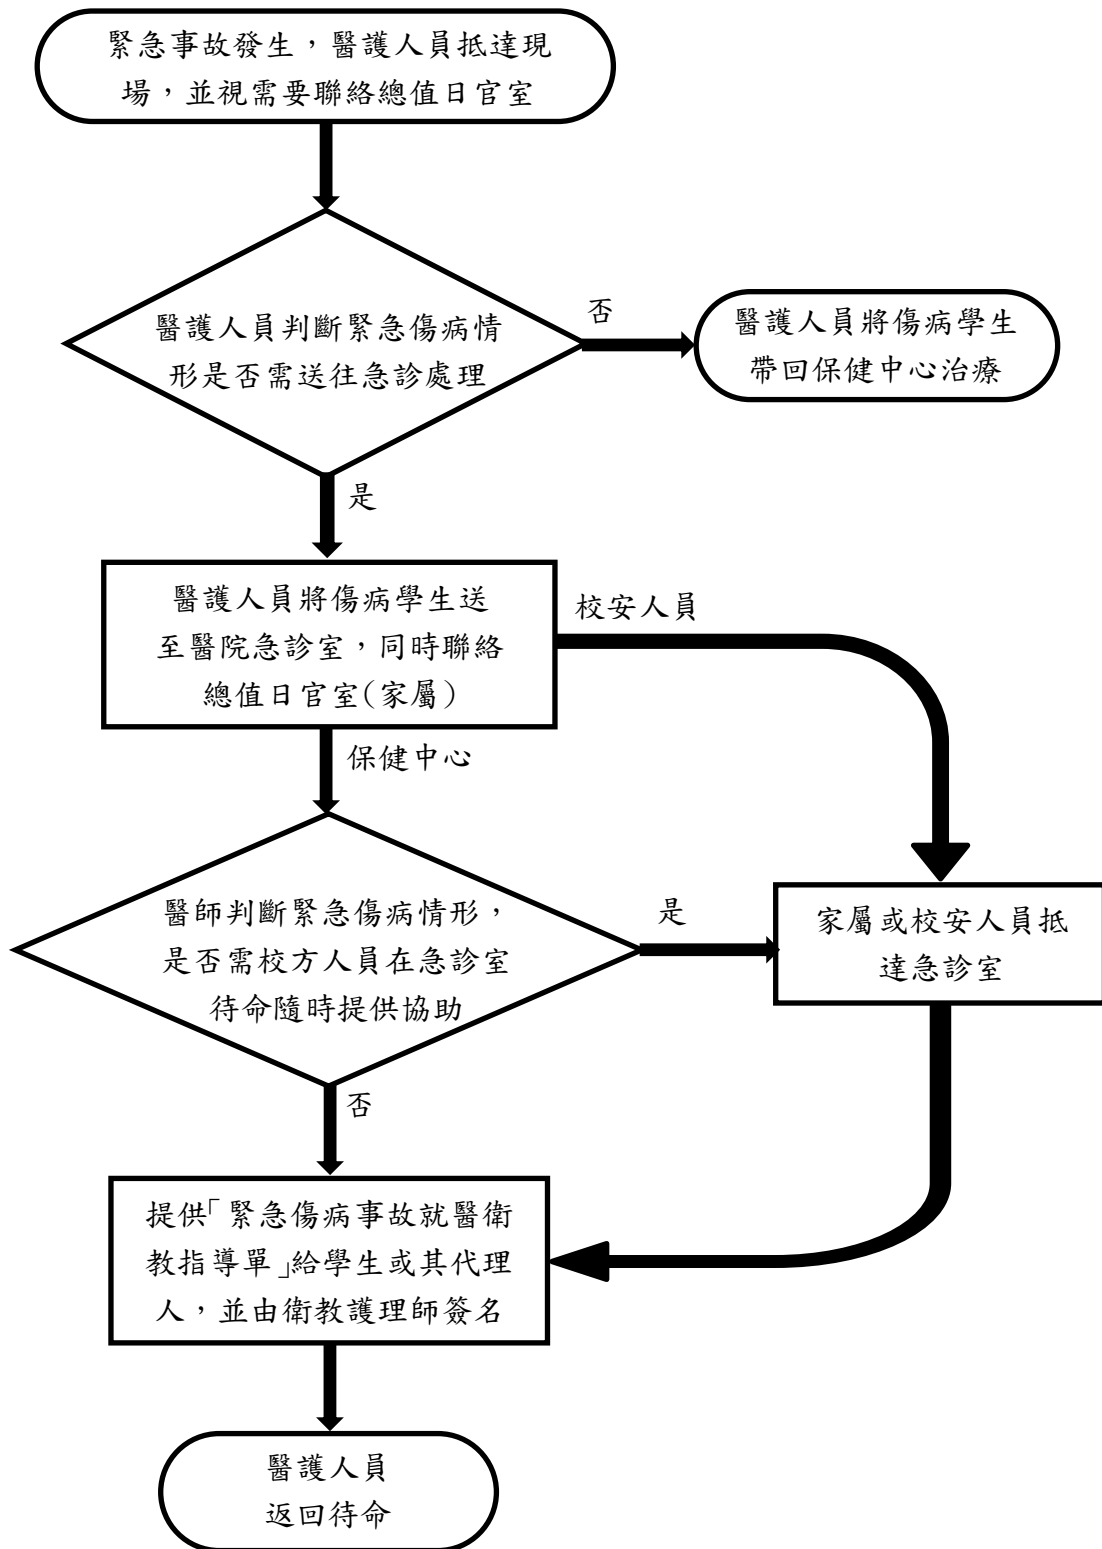 緊急事故發生，醫護人員抵達現
場，並視需要聯絡總值日官室
醫護人員判斷緊急傷病情
形是否需送往急診處理
否
醫護人員將傷病學生
帶回保健中心治療
是
醫護人員將傷病學生送
至醫院急診室，同時聯絡
總值日官室(家屬)
校安人員
保健中心
醫師判斷緊急傷病情形，
是否需校方人員在急診室
待命隨時提供協助
是
家屬或校安人員抵
達急診室
否
提供「緊急傷病事故就醫衛
教指導單」給學生或其代理
人，並由衛教護理師簽名
醫護人員
返回待命